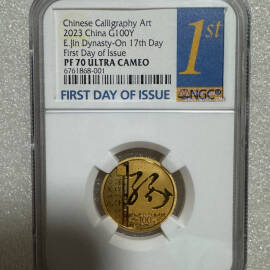 Chinese Calligraphy Art
2023 China G100Y
E.Jin Dynasty-On 17th Day
First Day of Issue
PF 70 ULTRA CAMEO
6761868-001
1st
FIRST DAY OF ISSUE
NGC
100